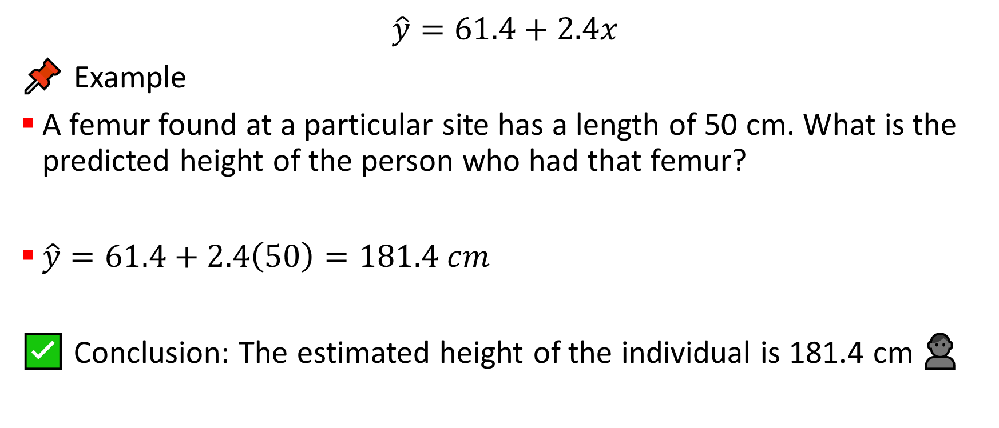 ŷ = 61.4 + 2.4x
📌 Example
▪ A femur found at a particular site has a length of 50 cm. What is the
predicted height of the person who had that femur?
▪ ŷ = 61.4 + 2.4(50) = 181.4 cm
✅ Conclusion: The estimated height of the individual is 181.4 cm 👤